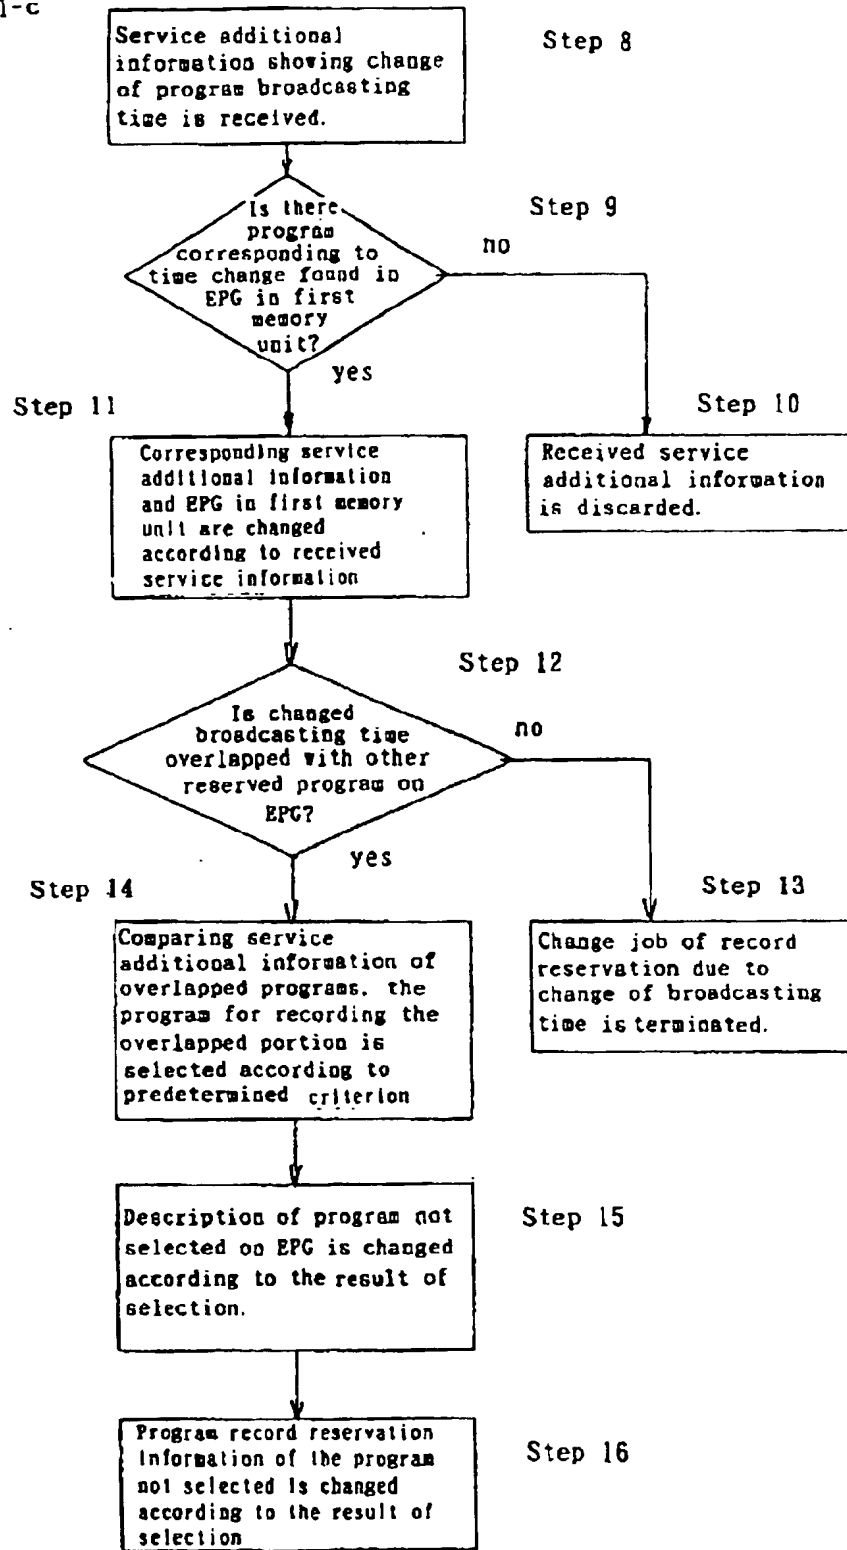 1-c
Service additional
information showing change
of program broadcasting
time is received.
Step 8
Is there
program
corresponding to
time change found in
EPG in first
memory
unit?
Step 9
no
yes
Step 11
Corresponding service
additional information
and EPG in first memory
unit are changed
according to received
service information
Step 10
Received service
additional information
is discarded.
Step 12
Is changed
broadcasting time
overlapped with other
reserved program on
EPG?
no
yes
Step 14
Comparing service
additional information of
overlapped programs. the
program for recording the
overlapped portion is
selected according to
predetermined criterion
Step 13
Change job of record
reservation due to
change of broadcasting
time is terminated.
Description of program not
selected on EPG is changed
according to the result of
selection.
Step 15
Program record reservation
information of the program
not selected is changed
according to the result of
selection
Step 16